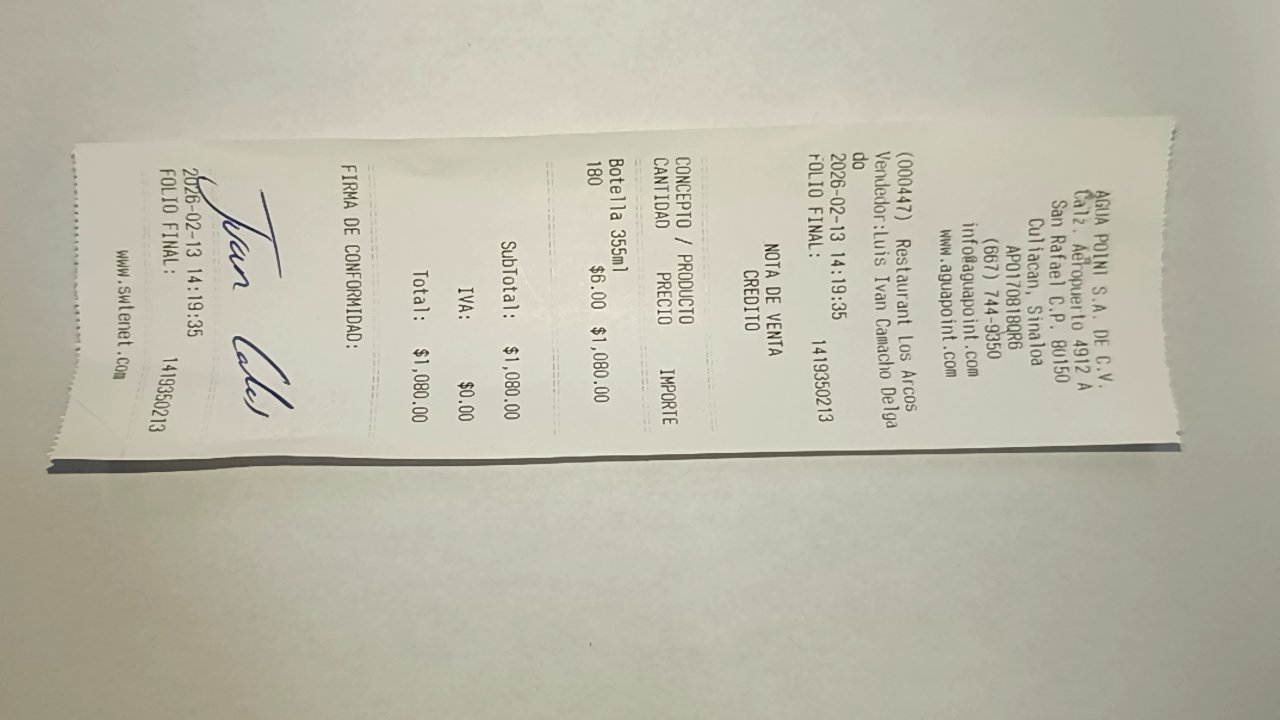 AGUA POINT S.A. DE C.V.
Calz. Aeropuerto 4912 A
San Rafael C.P. 80150
Culiacan, Sinaloa
APO170818QR6
(667) 744-9350
info@aguapoint.com
www.aguapoint.com
(000447) Restaurant Los Arcos
Vendedor:Luis Ivan Camacho Delga
do
2026-02-13 14:19:35
FOLIO FINAL: 1419350213
NOTA DE VENTA
CREDITO
CONCEPTO / PRODUCTO
CANTIDAD PRECIO IMPORTE
Botella 355ml
180 $6.00 $1,080.00
SubTotal: $1,080.00
IVA: $0.00
Total: $1,080.00
FIRMA DE CONFORMIDAD:
Juan
2026-02-13 14:19:35
FOLIO FINAL: 1419350213
www.swtenet.com